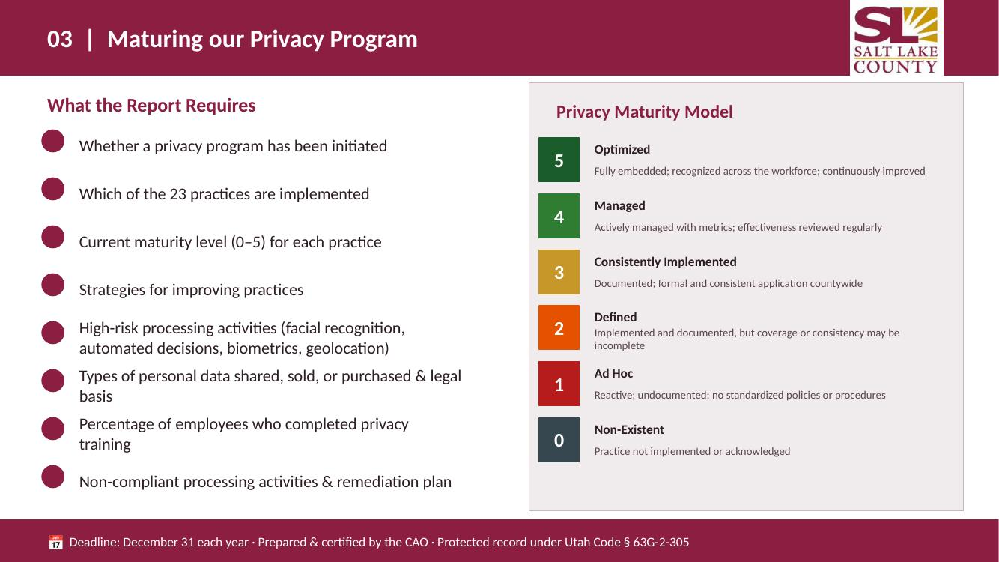 03 | Maturing our Privacy Program
SL
SALT LAKE
COUNTY
What the Report Requires
Whether a privacy program has been initiated
Which of the 23 practices are implemented
Current maturity level (0–5) for each practice
Strategies for improving practices
High-risk processing activities (facial recognition,
automated decisions, biometrics, geolocation)
Types of personal data shared, sold, or purchased & legal
basis
Percentage of employees who completed privacy
training
Non-compliant processing activities & remediation plan
Privacy Maturity Model
5
Optimized
Fully embedded; recognized across the workforce; continuously improved
4
Managed
Actively managed with metrics; effectiveness reviewed regularly
3
Consistently Implemented
Documented; formal and consistent application countywide
2
Defined
Implemented and documented, but coverage or consistency may be
incomplete
1
Ad Hoc
Reactive; undocumented; no standardized policies or procedures
0
Non-Existent
Practice not implemented or acknowledged
📅 Deadline: December 31 each year · Prepared & certified by the CAO · Protected record under Utah Code § 63G-2-305